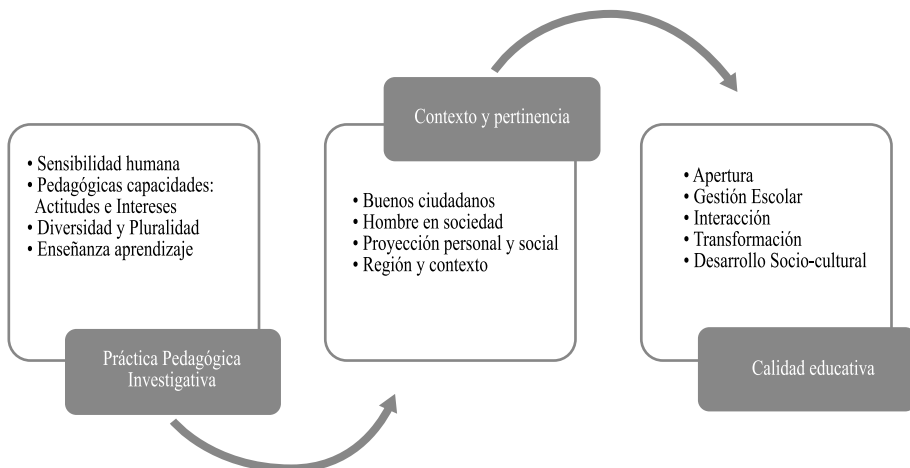 • Sensibilidad humana
• Pedagógicas capacidades:
Actitudes e Intereses
• Diversidad y Pluralidad
• Enseñanza aprendizaje
Práctica Pedagógica
Investigativa
Contexto y pertinencia
• Buenos ciudadanos
• Hombre en sociedad
• Proyección personal y social
• Región y contexto
• Apertura
• Gestión Escolar
• Interacción
• Transformación
• Desarrollo Socio-cultural
Calidad educativa